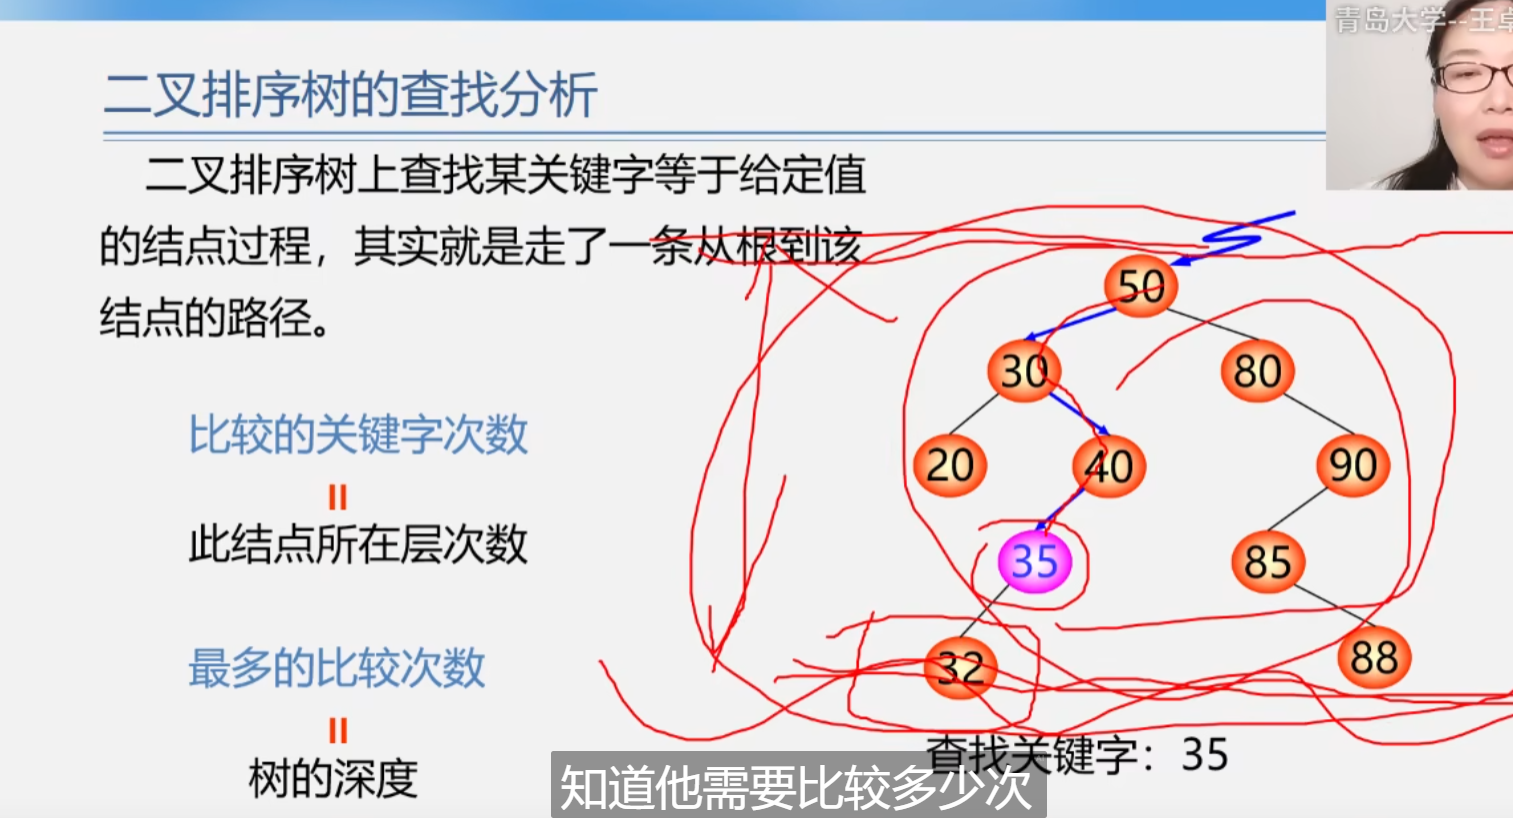 青岛大学--王卓
二叉排序树的查找分析
二叉排序树上查找某关键字等于给定值
的结点过程，其实就是走了一条从根到该
结点的路径。
比较的关键字次数
=
此结点所在层次数
最多的比较次数
=
树的深度
50
30
80
20
40
90
35
85
32
88
查找关键字：35
知道他需要比较多少次